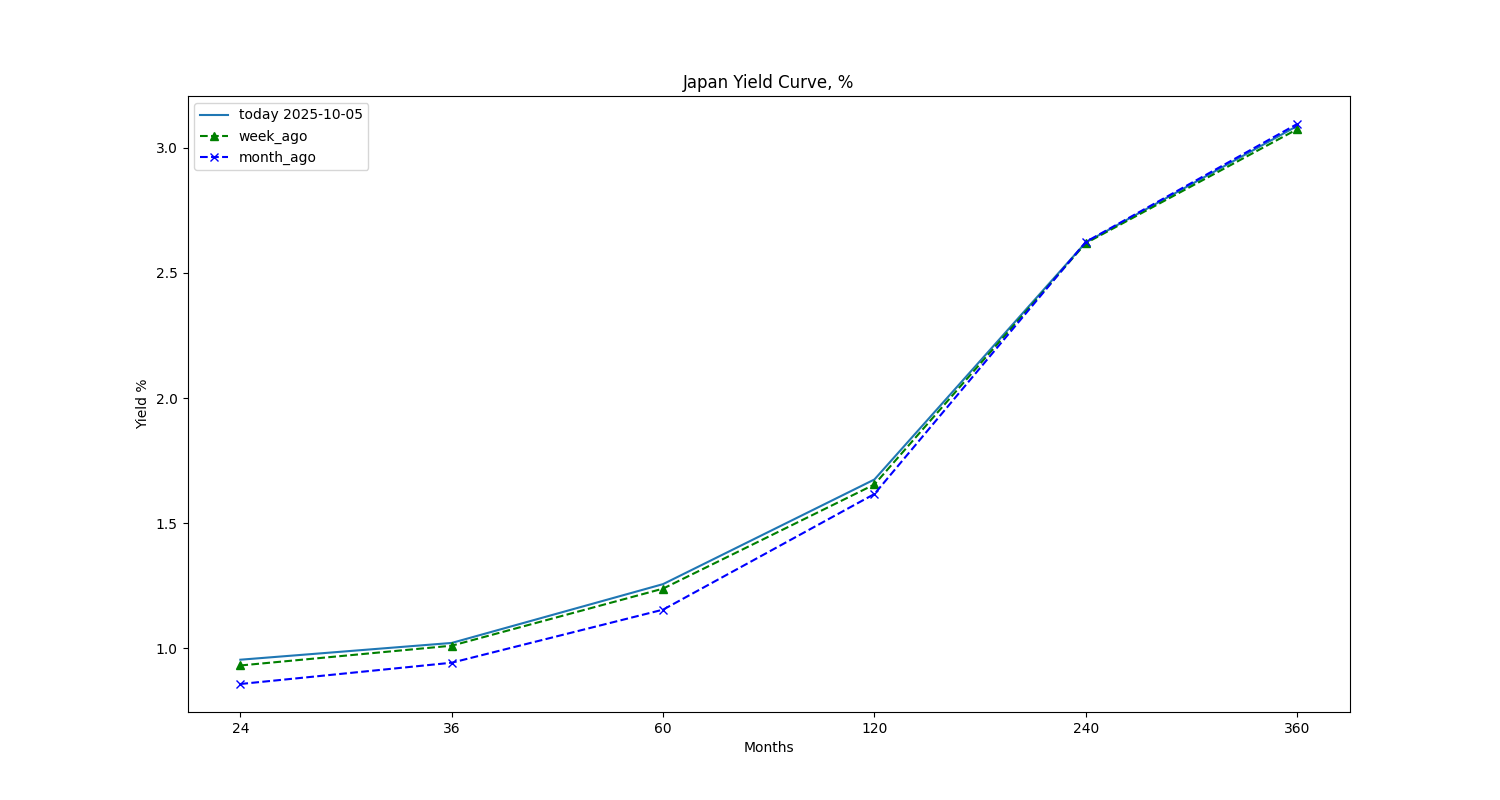 Japan Yield Curve, %
today 2025-10-05
week_ago
month_ago
3.0
2.5
2.0
1.5
1.0
Yield %
24 36 60 120 240 360
Months